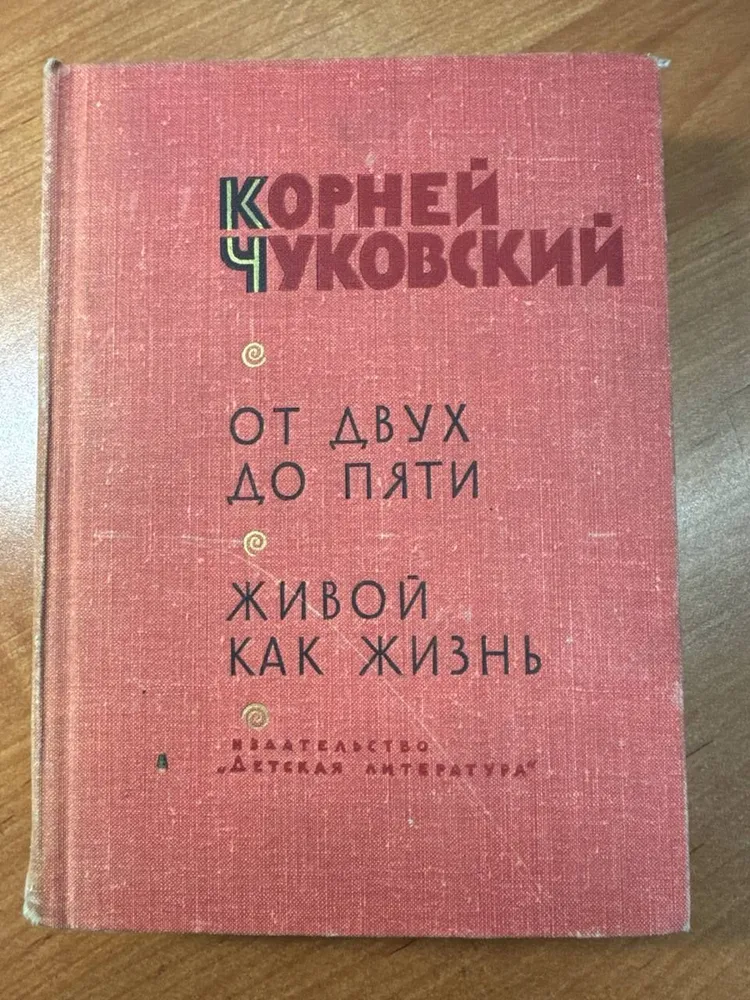 КОРНЕЙ
ЧУКОВСКИЙ
ОТ ДВУХ
ДО ПЯТИ
ЖИВОЙ
КАК ЖИЗНЬ
ИЗДАТЕЛЬСТВО
„ДЕТСКАЯ ЛИТЕРАТУРА“